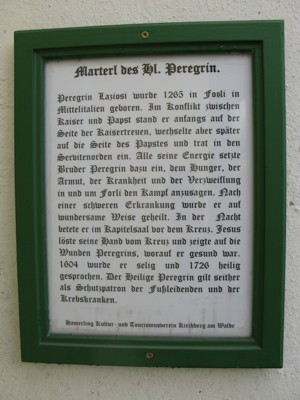 Marterl des Hl. Peregrin.
Peregrin Laziosi wurde 1265 in Forli in
Mittelitalien geboren. Im Konflikt zwischen
Kaiser und Papst stand er anfangs auf der
Seite der Kaisertreuen, wechselte aber später
auf die Seite des Papstes und trat in den
Servitenorden ein. Alle seine Energie setzte
Bruder Peregrin dazu ein, dem Hunger, der
Armut, der Krankheit und der Verzweiflung
in und um Forli den Kampf anzusagen. Nach
einer schweren Erkrankung wurde er auf
wundersame Weise geheilt. In der Nacht
betete er im Kapitelsaal vor dem Kreuz. Jesus
löste seine Hand vom Kreuz und zeigte auf die
Wunden Peregrins, worauf er gesund war.
1604 wurde er selig und 1726 heilig
gesprochen. Der Heilige Peregrin gilt seither
als Schutzpatron der Fußleidenden und der
Krebskranken.
Hamerling Kultur - und Tourismusverein Kirchberg am Walde